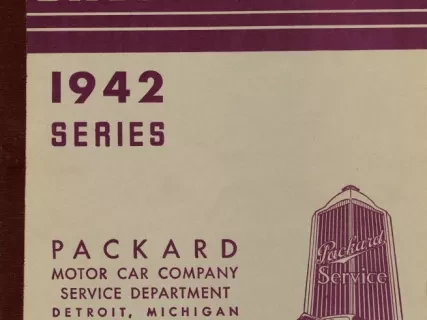 1942
SERIES
PACKARD
MOTOR CAR COMPANY
SERVICE DEPARTMENT
DETROIT, MICHIGAN
Packard
Service